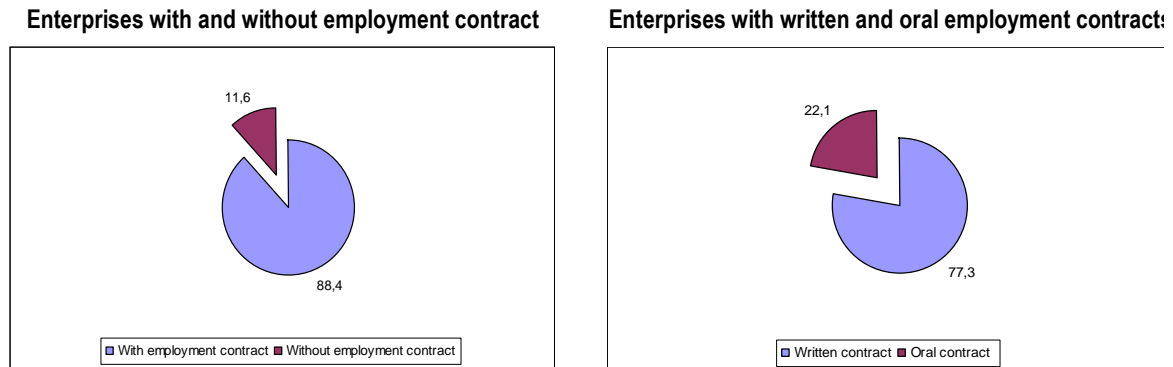 Enterprises with and without employment contract
11,6
88,4
With employment contract Without employment contract
Enterprises with written and oral employment contracts
22,1
77,3
Written contract Oral contract